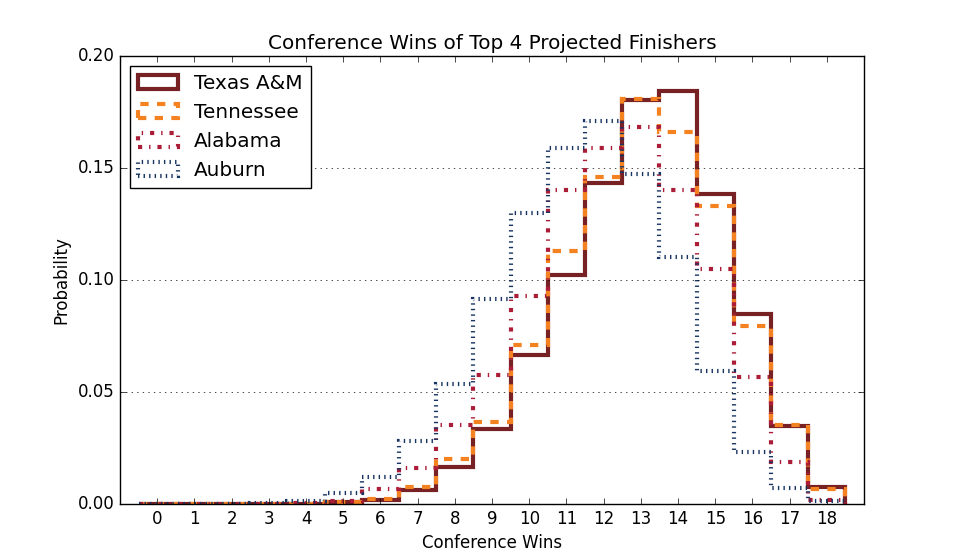 Conference Wins of Top 4 Projected Finishers
Texas A&M
Tennessee
Alabama
Auburn
0.20
0.15
0.10
0.05
0.00
Probability
0 1 2 3 4 5 6 7 8 9 10 11 12 13 14 15 16 17 18
Conference Wins